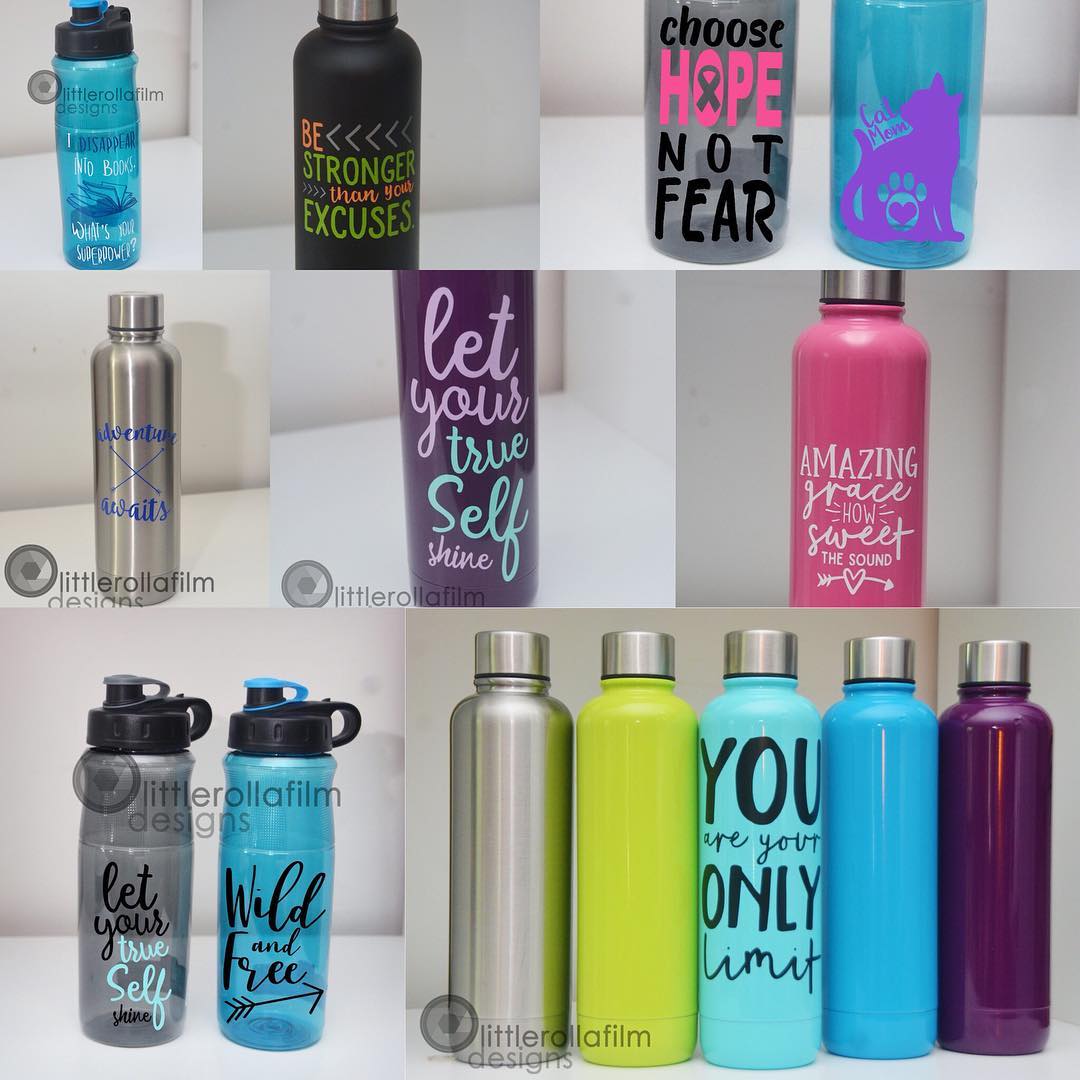 littlerollafilm
designs
I DISAPPEAR
INTO BOOKS.
WHAT'S YOUR
SUPERPOWER?
BE
STRONGER
than your
EXCUSES.
choose
HOPE
NOT
FEAR
Cat
Mom
adventure
awaits
littlerollafilm
designs
let
your
true
Self
shine
littlerollafilm
AMAZING
grace
HOW
sweet
THE SOUND
littlerollafilm
designs
let
your
true
Self
shine
Wild
and
Free
YOU
are your
ONLY
limit
littlerollafilm
designs